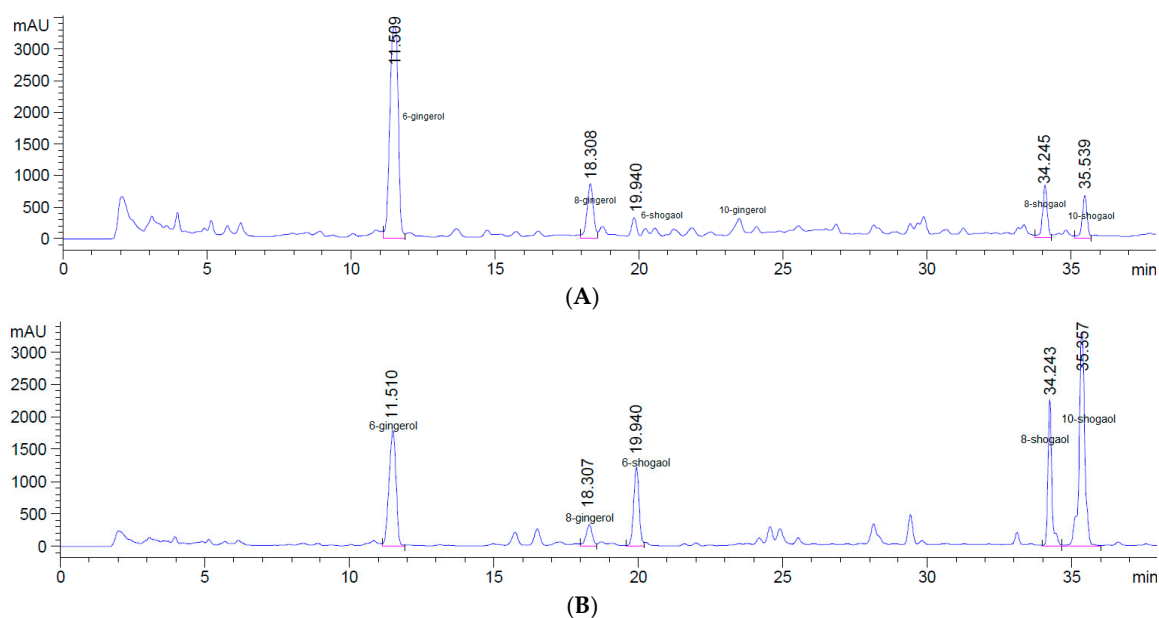 mAU
3000
2500
2000
1500
1000
500
0
11.509
6-gingerol
18.308
8-gingerol
19.940
6-shogaol
10-gingerol
34.245
8-shogaol
35.539
10-shogaol
0 5 10 15 20 25 30 35 min
(A)
mAU
3000
2500
2000
1500
1000
500
0
11.510
6-gingerol
18.307
8-gingerol
19.940
6-shogaol
34.243
8-shogaol
35.357
10-shogaol
0 5 10 15 20 25 30 35 min
(B)